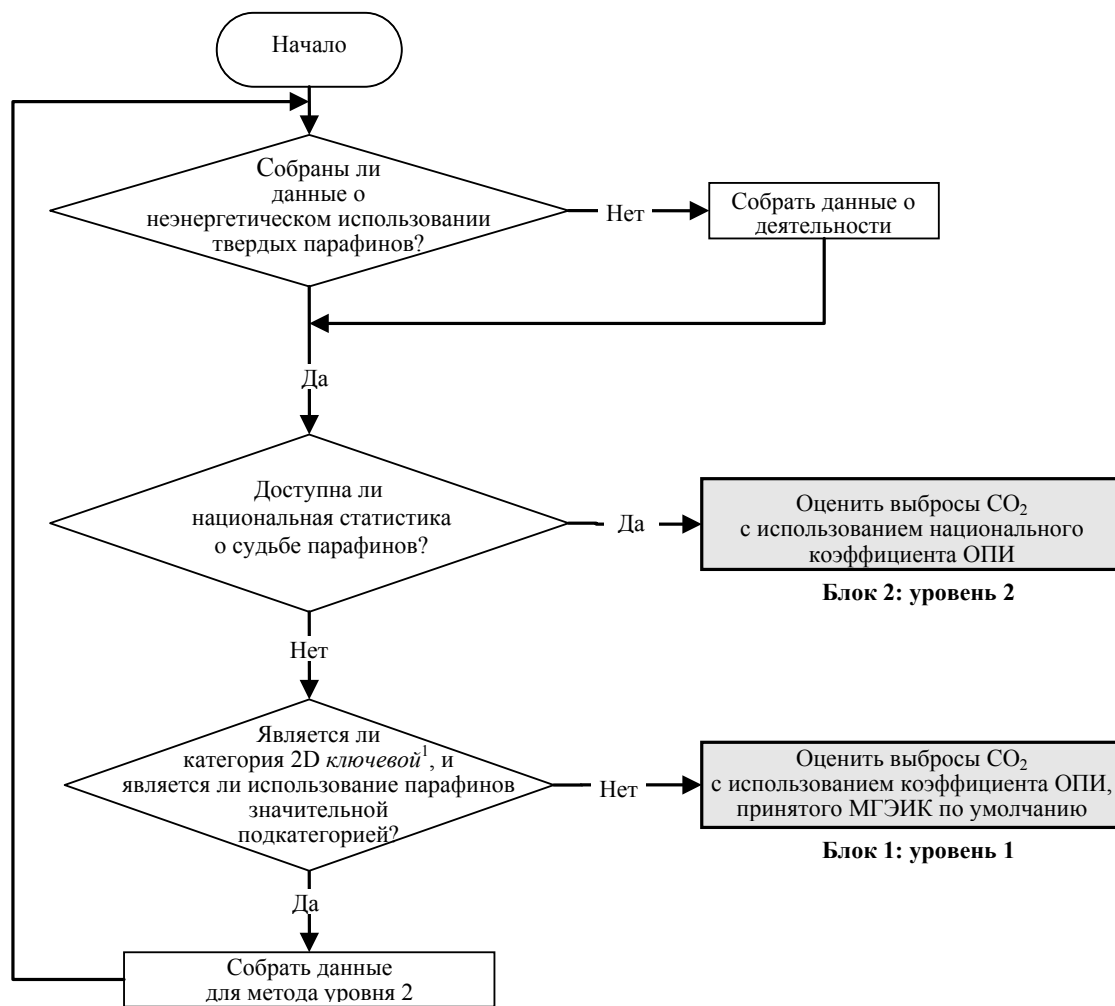 Начало
Собраны ли
данные о
неэнергетическом использовании
твердых парафинов?
Нет
Собрать данные о
деятельности
Да
Доступна ли
национальная статистика
о судьбе парафинов?
Да
Оценить выбросы CO₂
с использованием национального
коэффициента ОПИ
Блок 2: уровень 2
Нет
Является ли
категория 2D ключевой¹, и
является ли использование парафинов
значительной
подкатегорией?
Нет
Оценить выбросы CO₂
с использованием коэффициента ОПИ,
принятого МГЭИК по умолчанию
Блок 1: уровень 1
Да
Собрать данные
для метода уровня 2